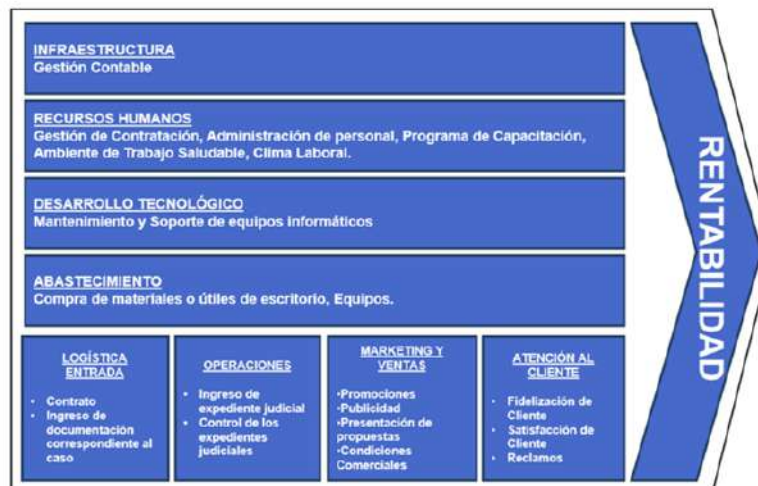 INFRAESTRUCTURA
Gestión Contable
RECURSOS HUMANOS
Gestión de Contratación, Administración de personal, Programa de Capacitación,
Ambiente de Trabajo Saludable, Clima Laboral.
DESARROLLO TECNOLÓGICO
Mantenimiento y Soporte de equipos informáticos
ABASTECIMIENTO
Compra de materiales o útiles de escritorio, Equipos.
LOGÍSTICA
ENTRADA
• Contrato
• Ingreso de
documentación
correspondiente al
caso
OPERACIONES
• Ingreso de
expediente judicial
• Control de los
expedientes
judiciales
MARKETING Y
VENTAS
•Promociones
•Publicidad
•Presentación de
propuestas
•Condiciones
Comerciales
ATENCIÓN AL
CLIENTE
• Fidelización de
Cliente
• Satisfacción de
Cliente
• Reclamos
RENTABILIDAD